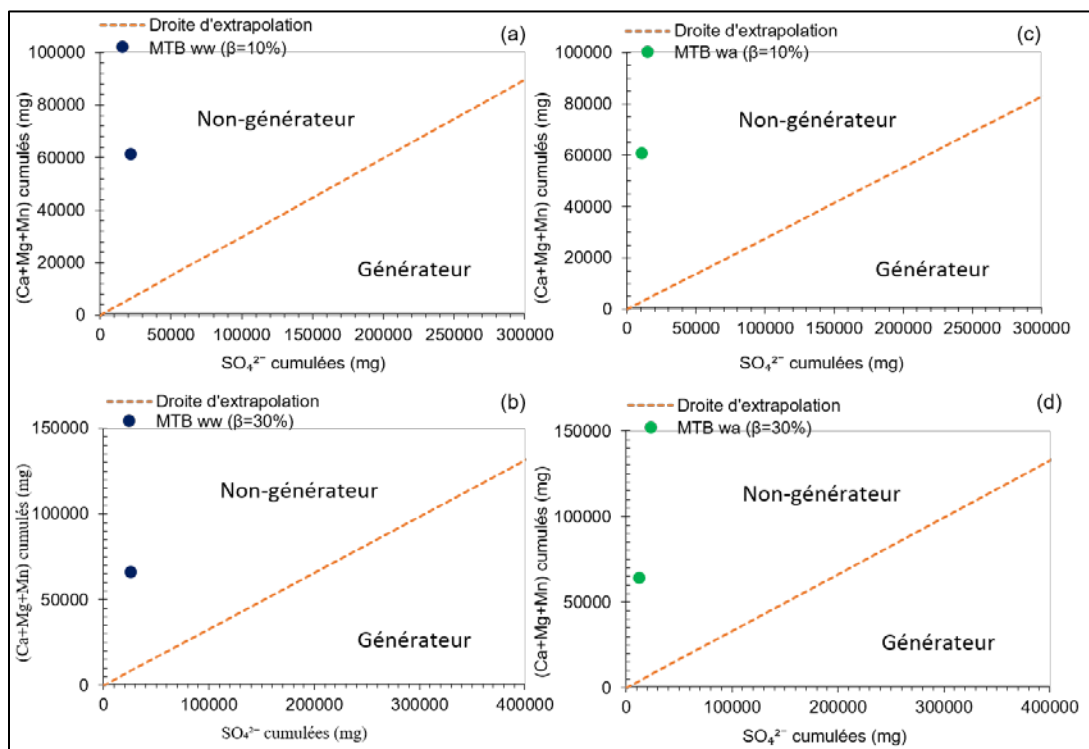 Droite d'extrapolation
MTB ww (β=10%)
(a)
100000
80000
60000
40000
20000
0
(Ca+Mg+Mn) cumulés (mg)
Non-générateur
Générateur
0
50000
100000
150000
200000
250000
300000
SO₄²⁻ cumulées (mg)
Droite d'extrapolation
MTB wa (β=10%)
(c)
100000
80000
60000
40000
20000
0
(Ca+Mg+Mn) cumulés (mg)
Non-générateur
Générateur
0
50000
100000
150000
200000
250000
300000
SO₄²⁻ cumulées (mg)
Droite d'extrapolation
MTB ww (β=30%)
(b)
150000
100000
50000
0
(Ca+Mg+Mn) cumulés (mg)
Non-générateur
Générateur
0
100000
200000
300000
400000
SO₄²⁻ cumulées (mg)
Droite d'extrapolation
MTB wa (β=30%)
(d)
150000
100000
50000
0
(Ca+Mg+Mn) cumulés (mg)
Non-générateur
Générateur
0
100000
200000
300000
400000
SO₄²⁻ cumulées (mg)